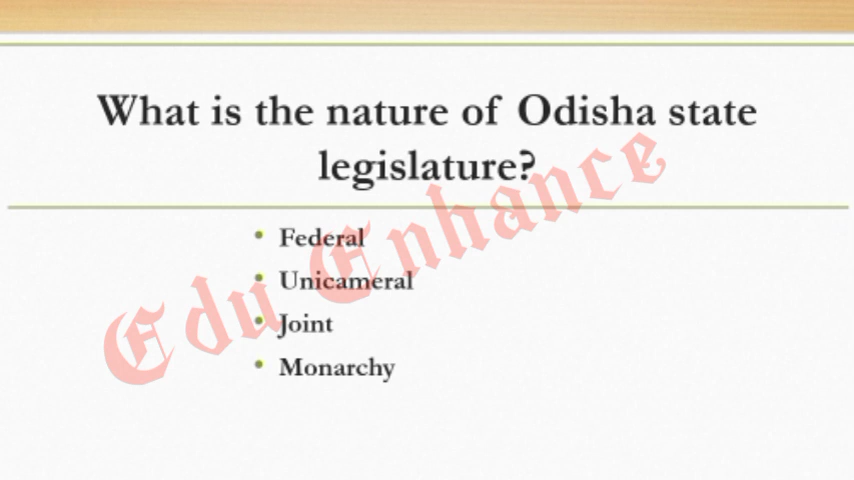 What is the nature of Odisha state
legislature?
• Federal
• Unicameral
• Joint
• Monarchy
Edu Enhance